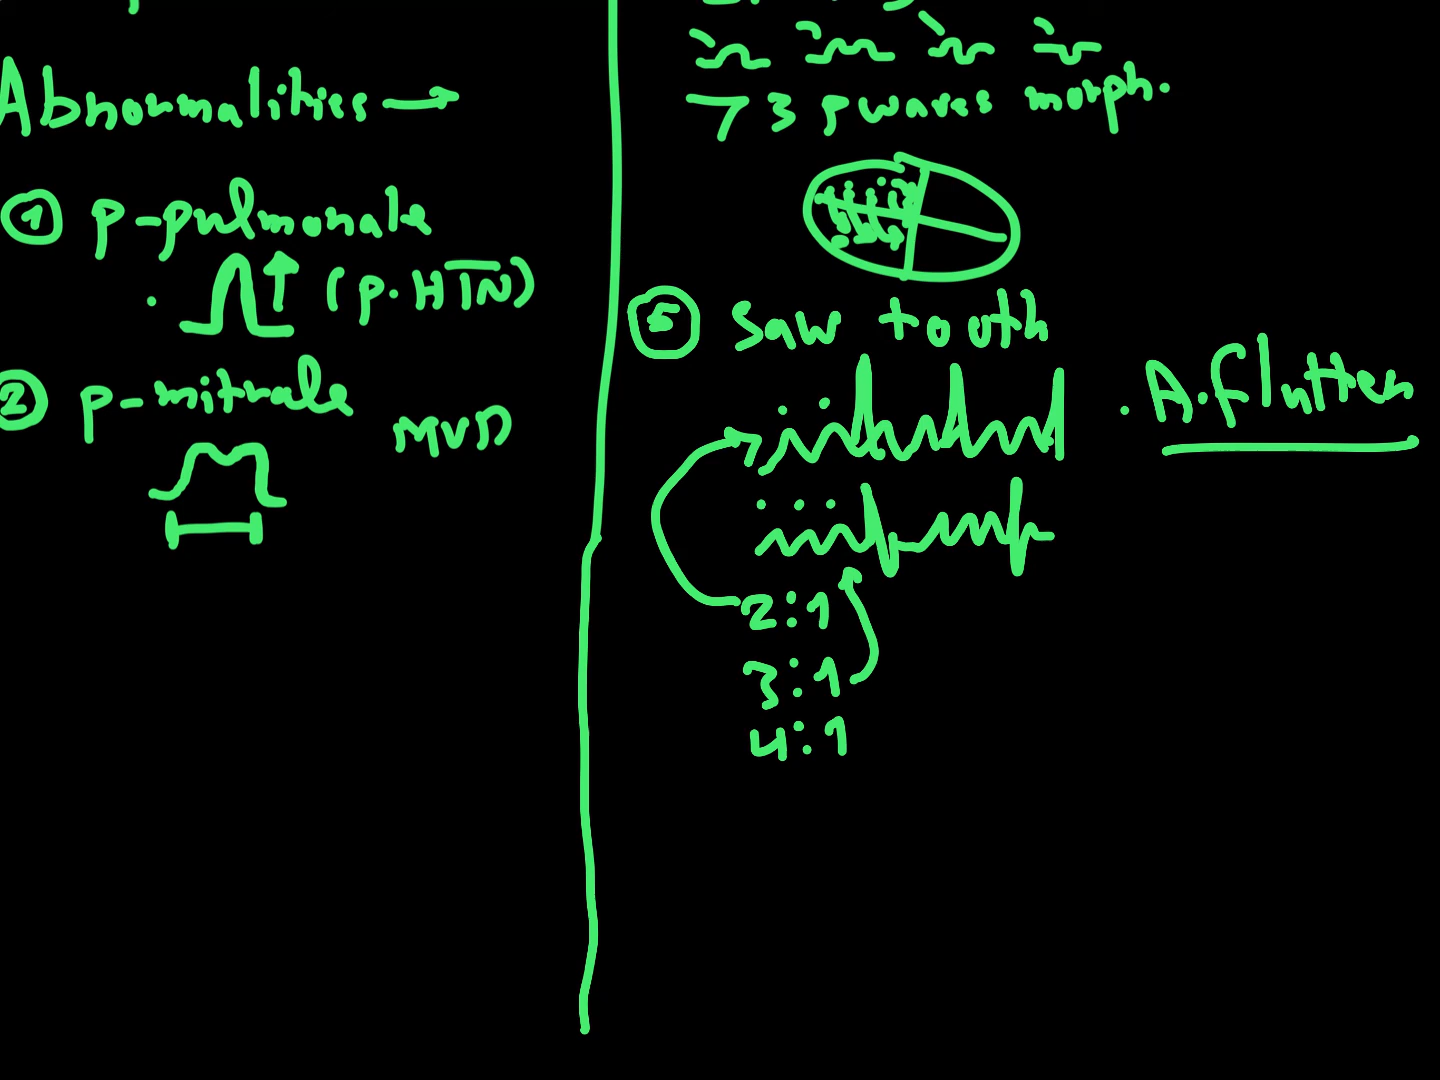 Abnormalities →
① p-pulmonale
(p.HTN)
② p-mitrale
MVD
73 p waves morph.
⑤ Saw tooth
. A.flutter
2:1
3:1
4:1